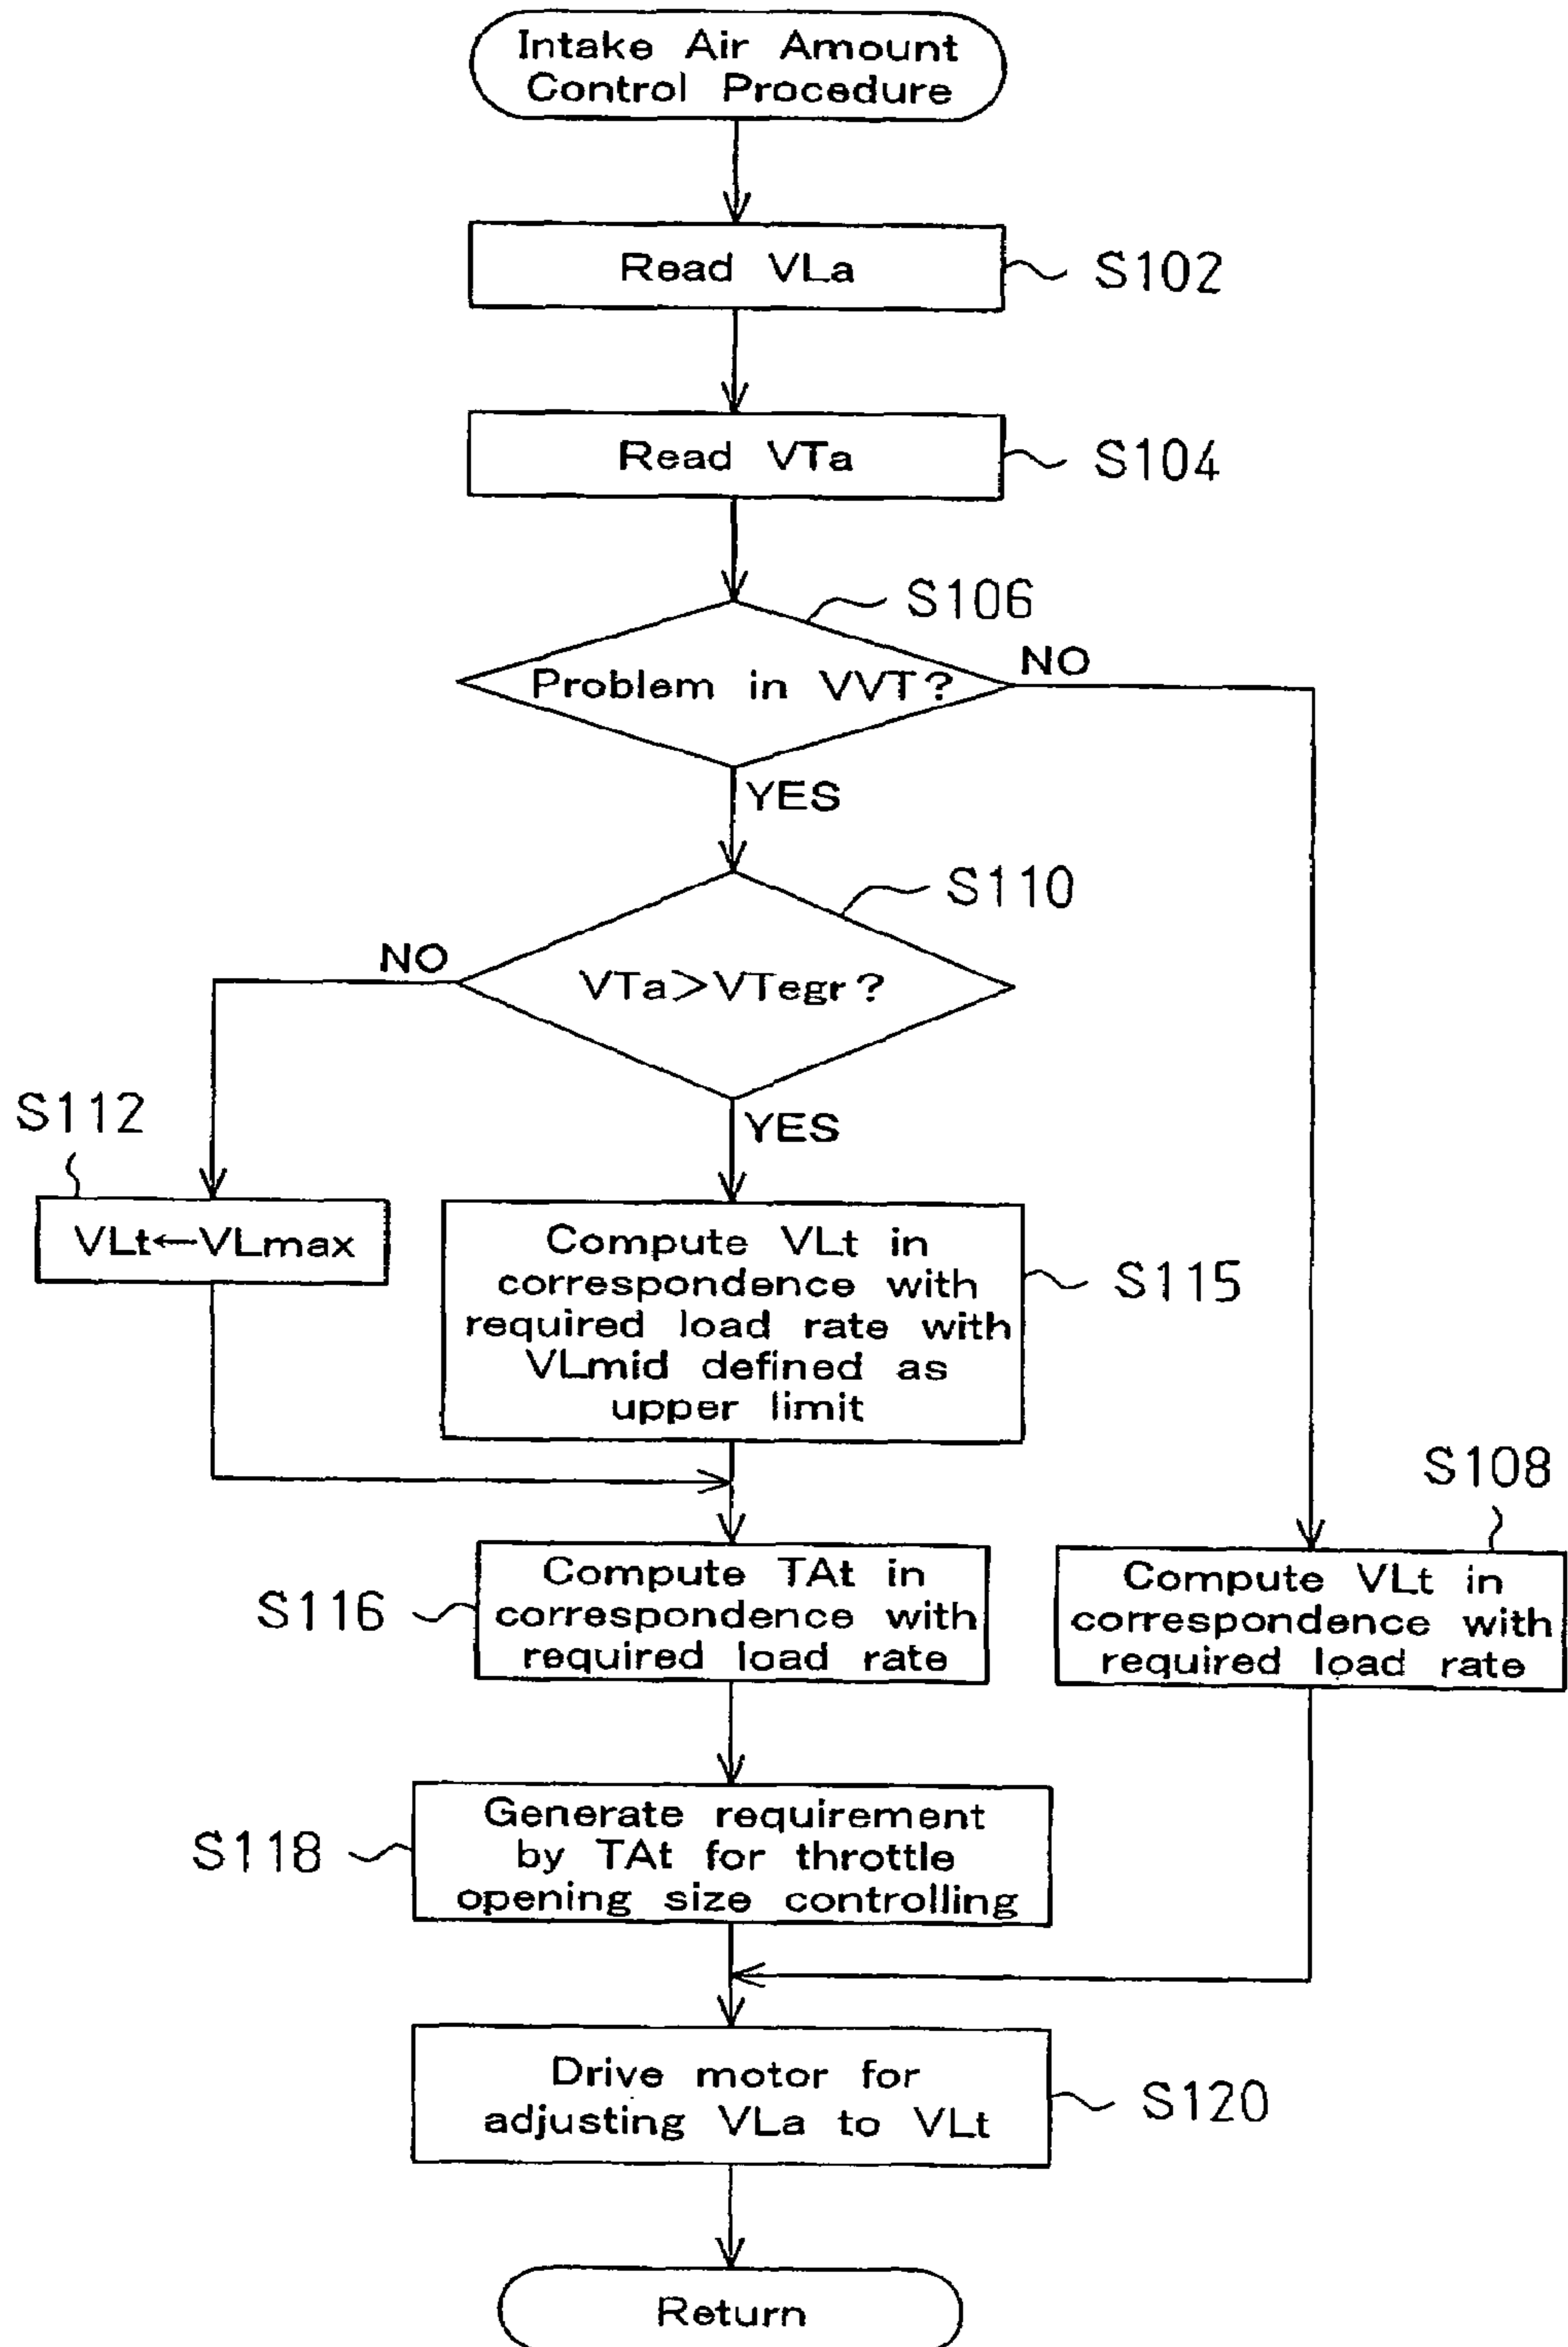 Intake Air Amount
Control Procedure
Read VLa
S102
Read VTa
S104
S106
Problem in VVT?
NO
YES
S110
NO
VTa>VTegr?
S112
YES
VLt←VLmax
Compute VLt in
correspondence with
required load rate with
VLmid defined as
upper limit
S115
S108
Compute TAt in
correspondence with
required load rate
S116
Compute VLt in
correspondence with
required load rate
Generate requirement
by TAt for throttle
opening size controlling
S118
Drive motor for
adjusting VLa to VLt
S120
Return